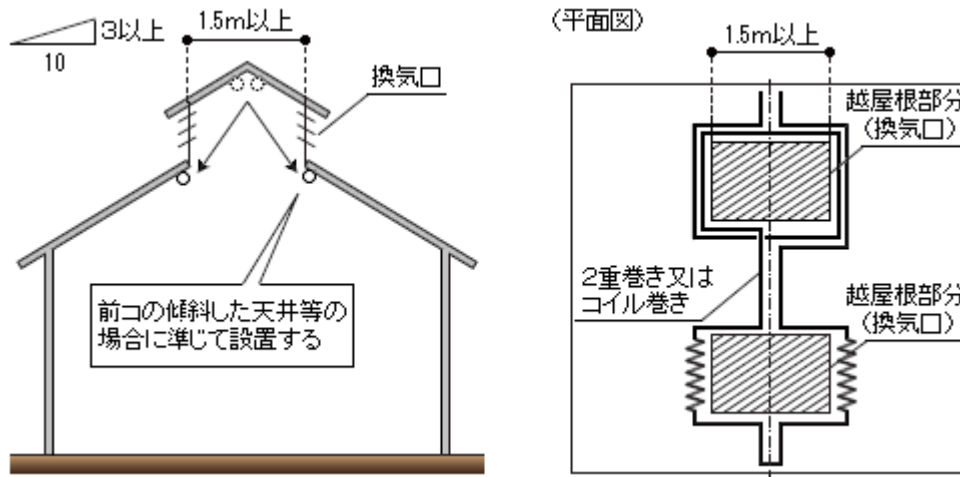 3以上
10
1.5m以上
換気口
前コの傾斜した天井等の
場合に準じて設置する
(平面図)
1.5m以上
越屋根部分
(換気口)
2重巻き又は
コイル巻き
越屋根部分
(換気口)